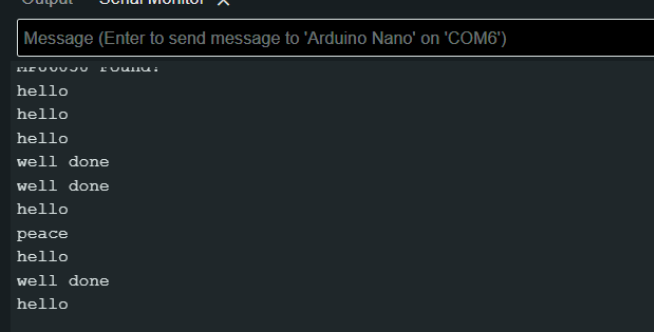 Output Serial Monitor X
Message (Enter to send message to 'Arduino Nano' on 'COM6')
MPU6050 Found!
hello
hello
hello
well done
well done
hello
peace
hello
well done
hello